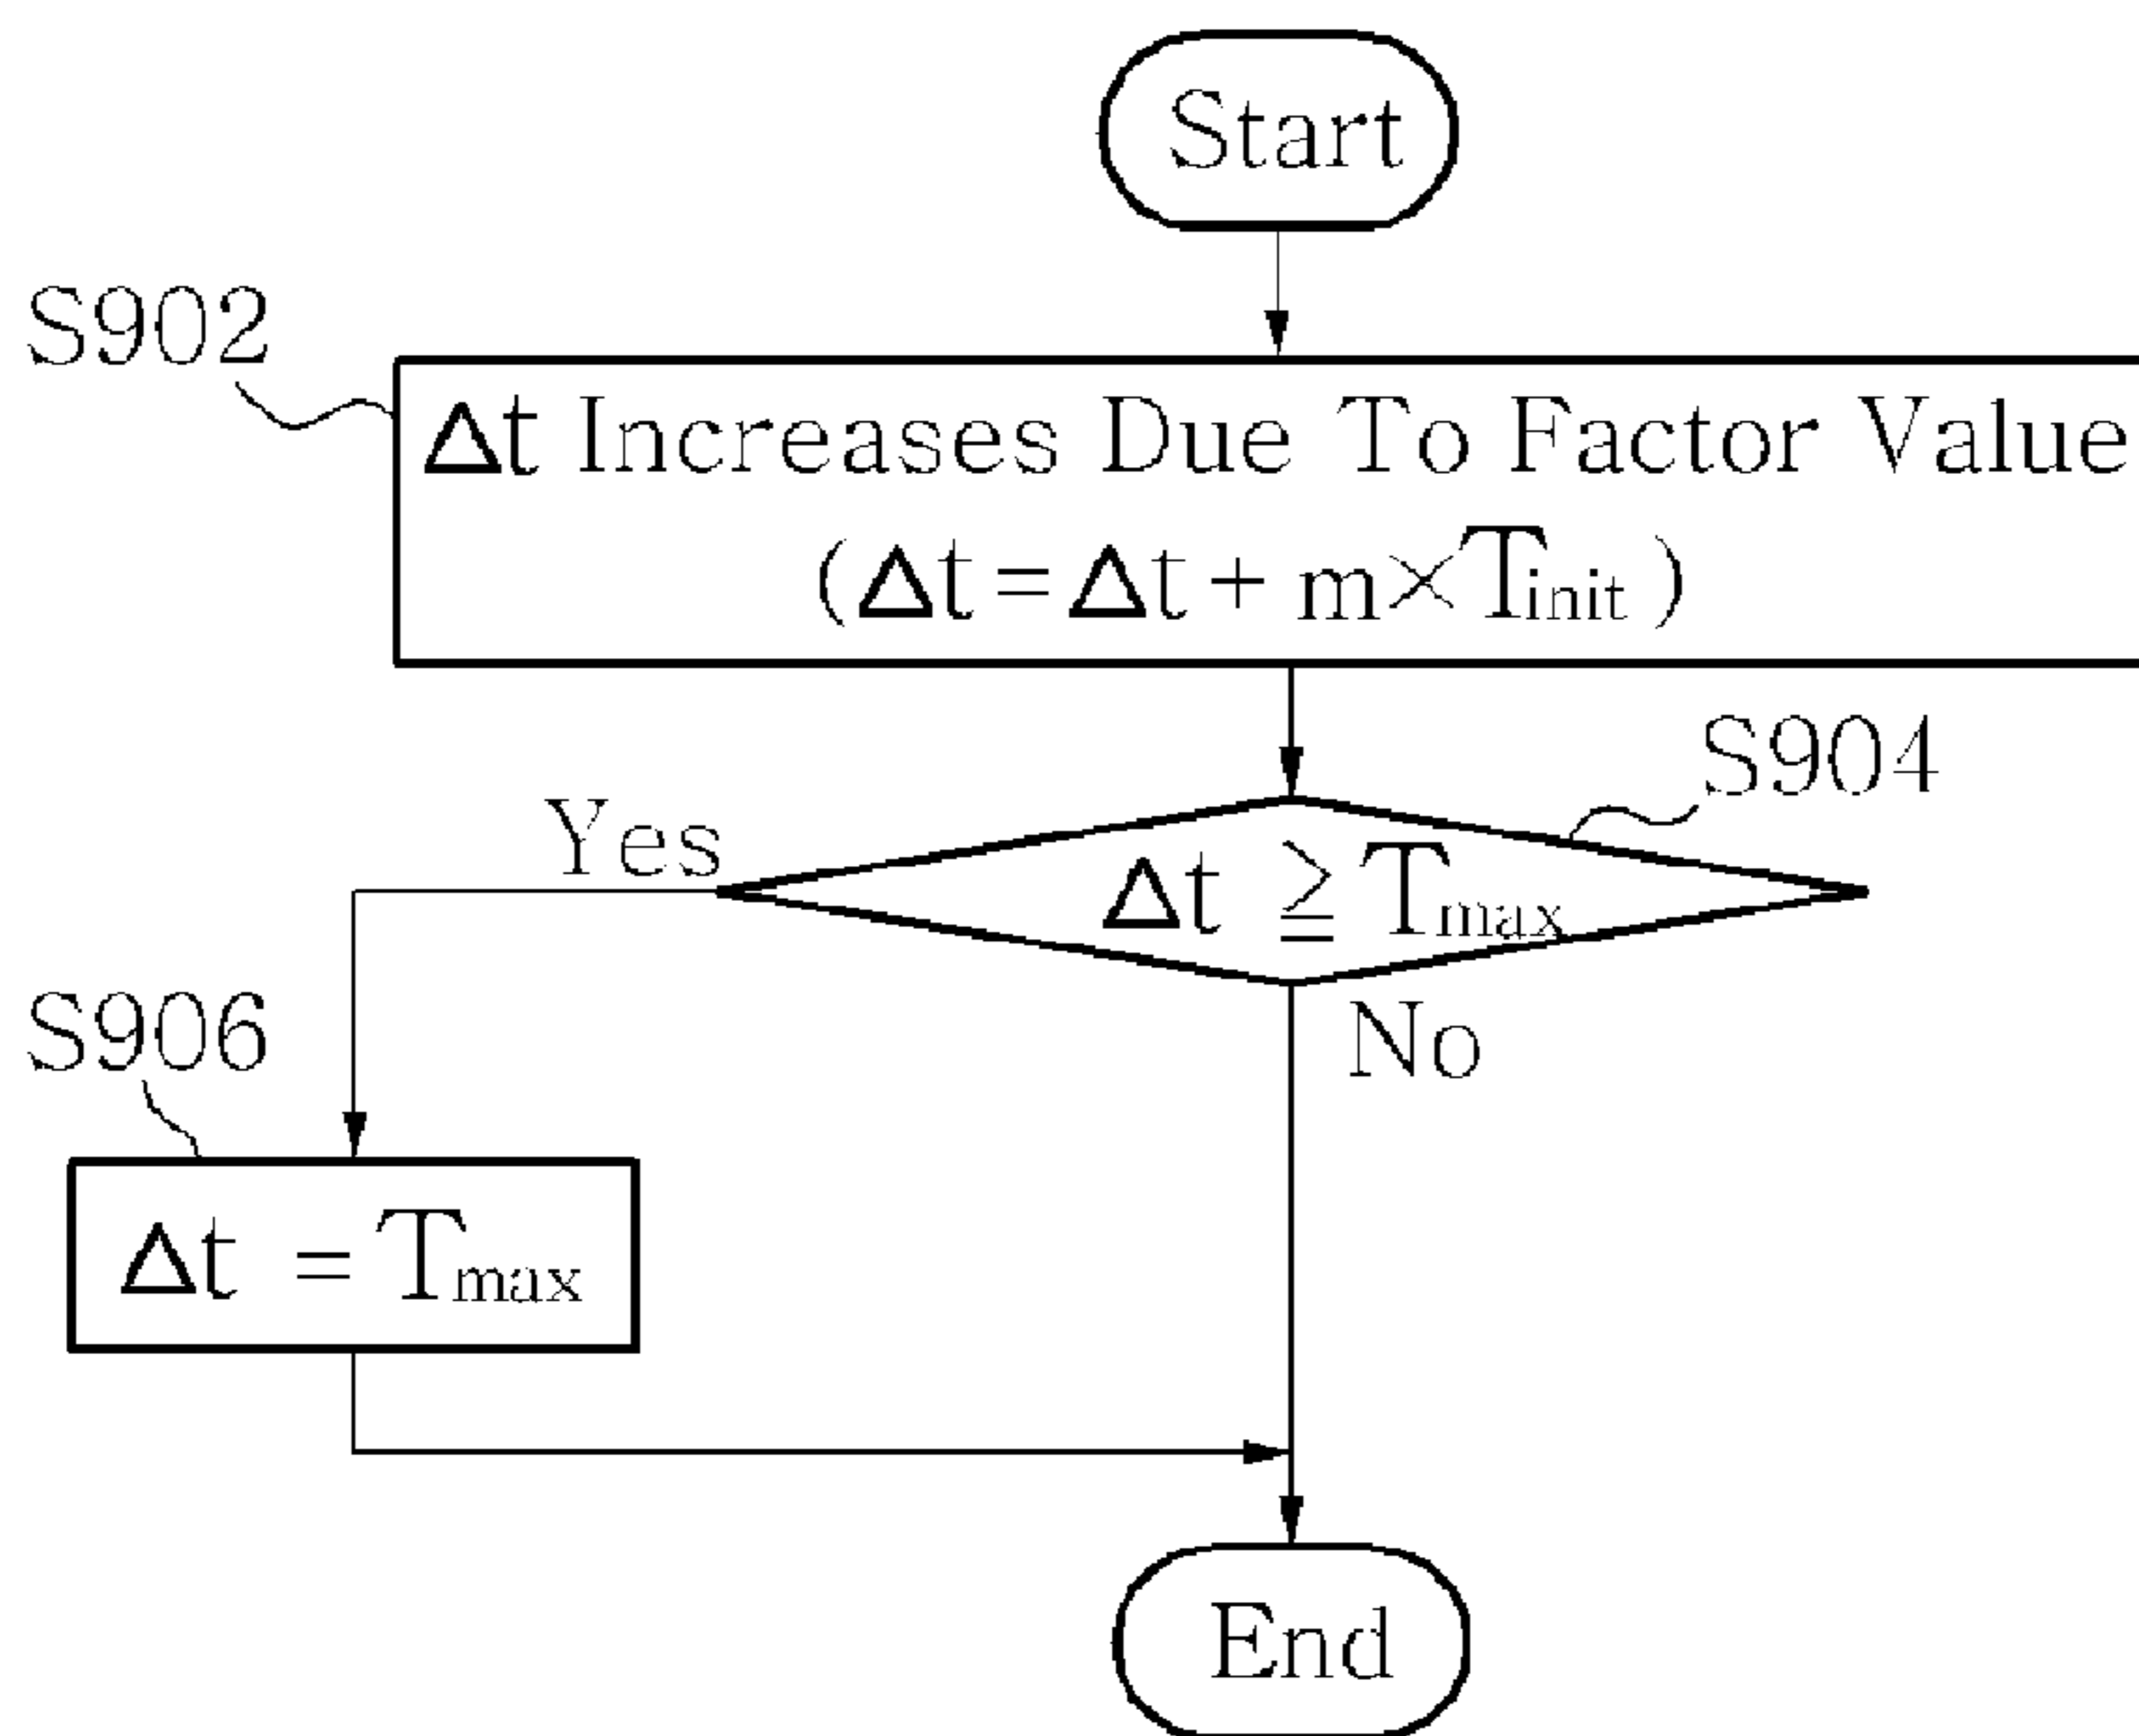 Start
S902
Δt Increases Due To Factor Value
(Δt = Δt + m×Tinit)
S904
Yes
Δt ≧ Tmax
No
S906
Δt = Tmax
End